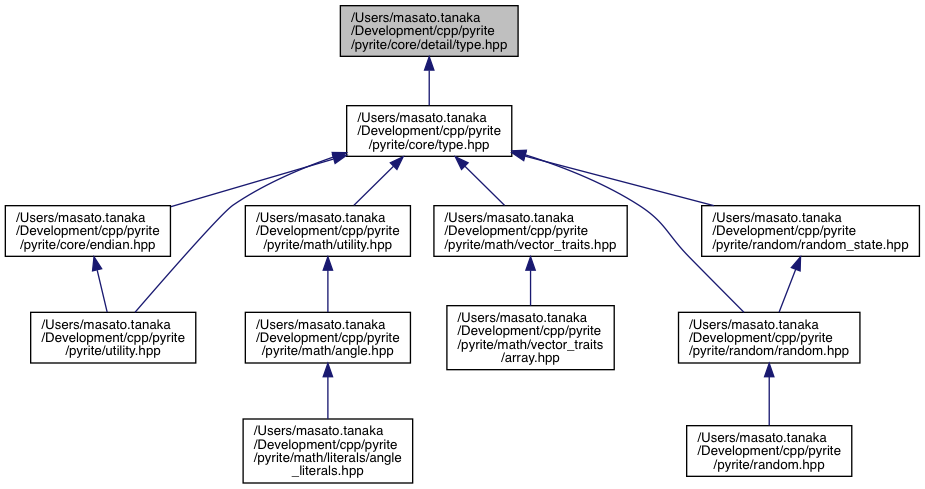 /Users/masato.tanaka
/Development/cpp/pyrite
/pyrite/core/detail/type.hpp
/Users/masato.tanaka
/Development/cpp/pyrite
/pyrite/core/type.hpp
/Users/masato.tanaka
/Development/cpp/pyrite
/pyrite/core/endian.hpp
/Users/masato.tanaka
/Development/cpp/pyrite
/pyrite/math/utility.hpp
/Users/masato.tanaka
/Development/cpp/pyrite
/pyrite/math/vector_traits.hpp
/Users/masato.tanaka
/Development/cpp/pyrite
/pyrite/random/random_state.hpp
/Users/masato.tanaka
/Development/cpp/pyrite
/pyrite/utility.hpp
/Users/masato.tanaka
/Development/cpp/pyrite
/pyrite/math/angle.hpp
/Users/masato.tanaka
/Development/cpp/pyrite
/pyrite/math/vector_traits
/array.hpp
/Users/masato.tanaka
/Development/cpp/pyrite
/pyrite/random/random.hpp
/Users/masato.tanaka
/Development/cpp/pyrite
/pyrite/math/literals/angle
_literals.hpp
/Users/masato.tanaka
/Development/cpp/pyrite
/pyrite/random.hpp